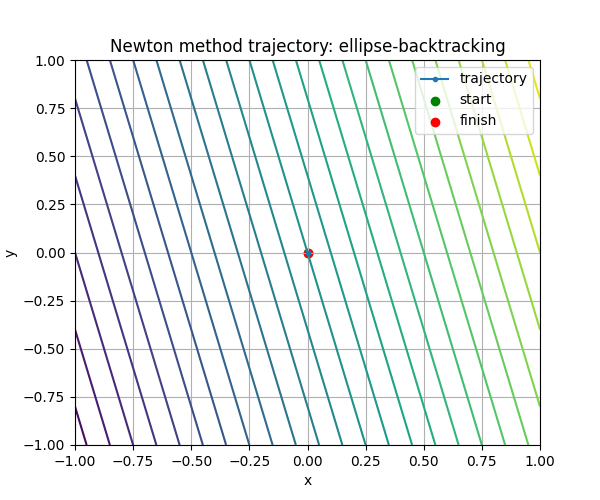 Newton method trajectory: ellipse-backtracking
trajectory
start
finish
1.00
0.75
0.50
0.25
0.00
−0.25
−0.50
−0.75
−1.00
y
−1.00 −0.75 −0.50 −0.25 0.00 0.25 0.50 0.75 1.00
x